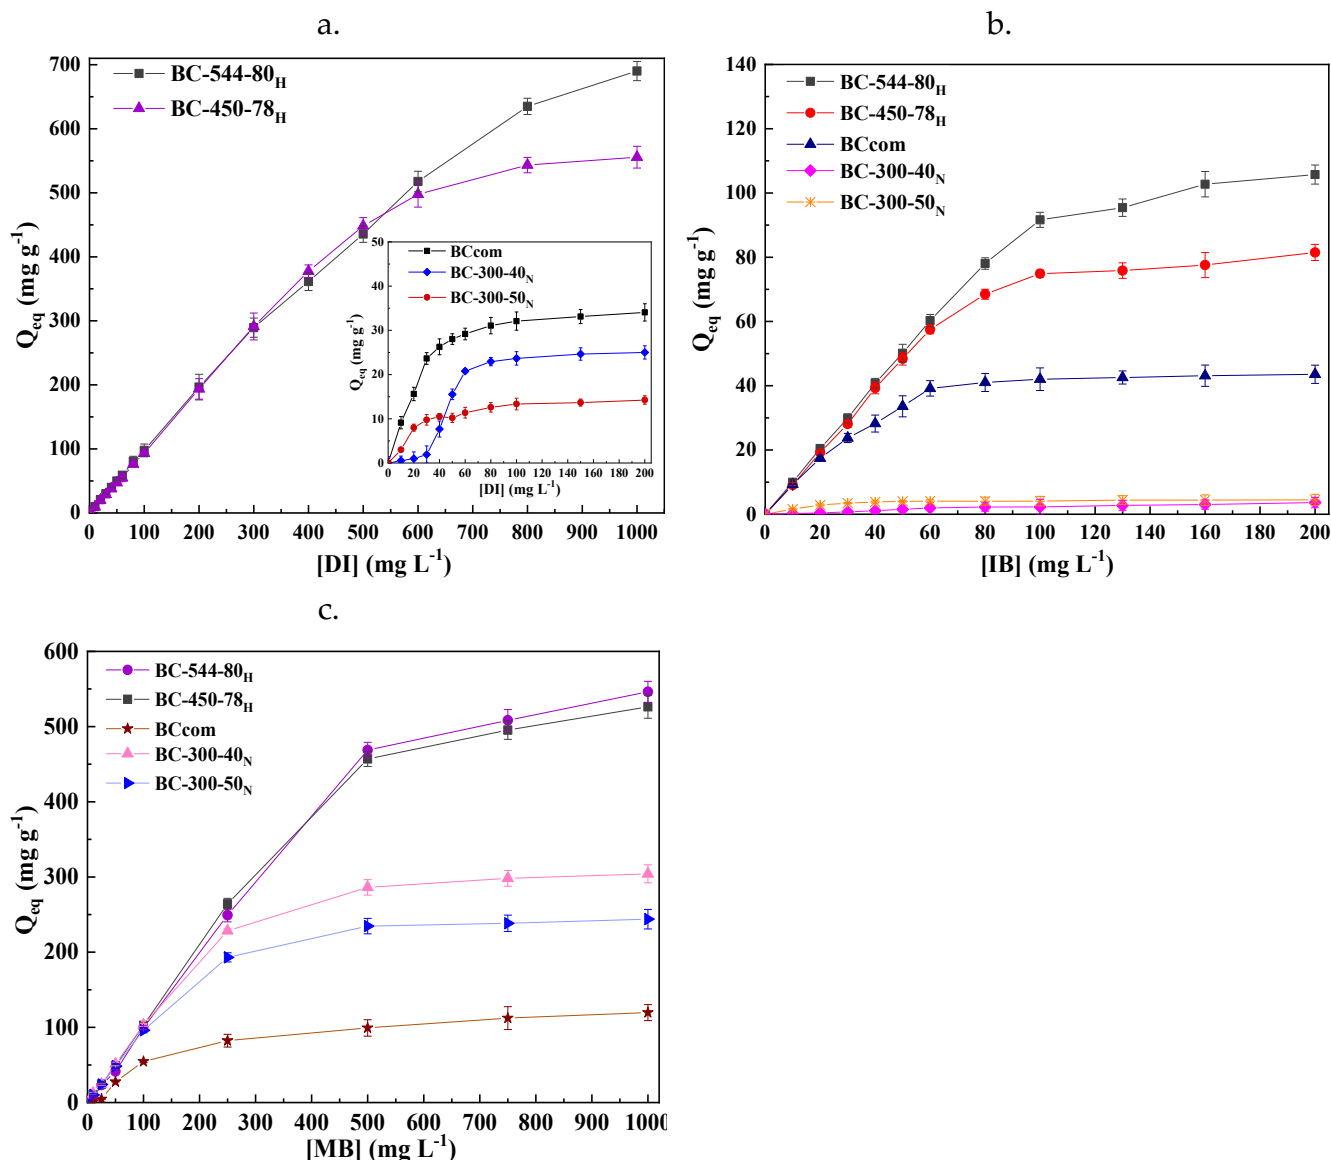 a.
BC-544-80H
BC-450-78H
700
600
500
400
300
200
100
0
Qeq (mg g-1)
0 100 200 300 400 500 600 700 800 900 1000
[DI] (mg L-1)
BCcom
BC-300-40N
BC-300-50N
50
40
30
20
10
0
Qeq (mg g-1)
0 20 40 60 80 100 120 140 160 180 200
[DI] (mg L-1)
b.
BC-544-80H
BC-450-78H
BCcom
BC-300-40N
BC-300-50N
140
120
100
80
60
40
20
0
Qeq (mg g-1)
0 20 40 60 80 100 120 140 160 180 200
[IB] (mg L-1)
c.
BC-544-80H
BC-450-78H
BCcom
BC-300-40N
BC-300-50N
600
500
400
300
200
100
0
Qeq (mg g-1)
0 100 200 300 400 500 600 700 800 900 1000
[MB] (mg L-1)